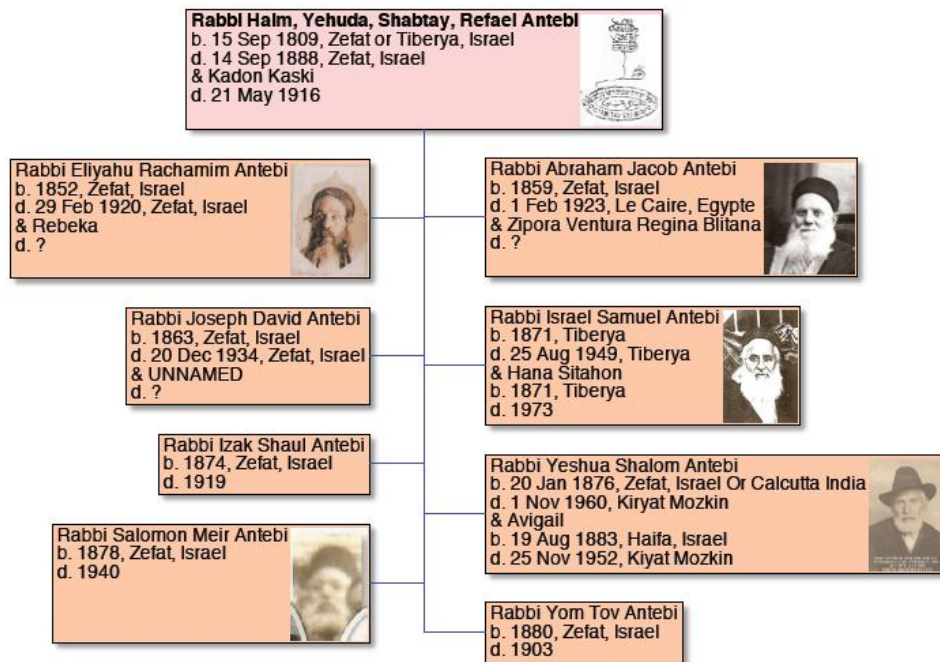 Rabbi Haim, Yehuda, Shabtay, Refael Antebi
b. 15 Sep 1809, Zefat or Tiberya, Israel
d. 14 Sep 1888, Zefat, Israel
& Kadon Kaski
d. 21 May 1916
Rabbi Eliyahu Rachamim Antebi
b. 1852, Zefat, Israel
d. 29 Feb 1920, Zefat, Israel
& Rebeka
d. ?
Rabbi Abraham Jacob Antebi
b. 1859, Zefat, Israel
d. 1 Feb 1923, Le Caire, Egypte
& Zipora Ventura Regina Blitana
d. ?
Rabbi Joseph David Antebi
b. 1863, Zefat, Israel
d. 20 Dec 1934, Zefat, Israel
& UNNAMED
d. ?
Rabbi Israel Samuel Antebi
b. 1871, Tiberya
d. 25 Aug 1949, Tiberya
& Hana Sitahon
b. 1871, Tiberya
d. 1973
Rabbi Izak Shaul Antebi
b. 1874, Zefat, Israel
d. 1919
Rabbi Yeshua Shalom Antebi
b. 20 Jan 1876, Zefat, Israel Or Calcutta India
d. 1 Nov 1960, Kiryat Mozkin
& Avigail
b. 19 Aug 1883, Haifa, Israel
d. 25 Nov 1952, Kiyat Mozkin
Rabbi Salomon Meir Antebi
b. 1878, Zefat, Israel
d. 1940
Rabbi Yom Tov Antebi
b. 1880, Zefat, Israel
d. 1903